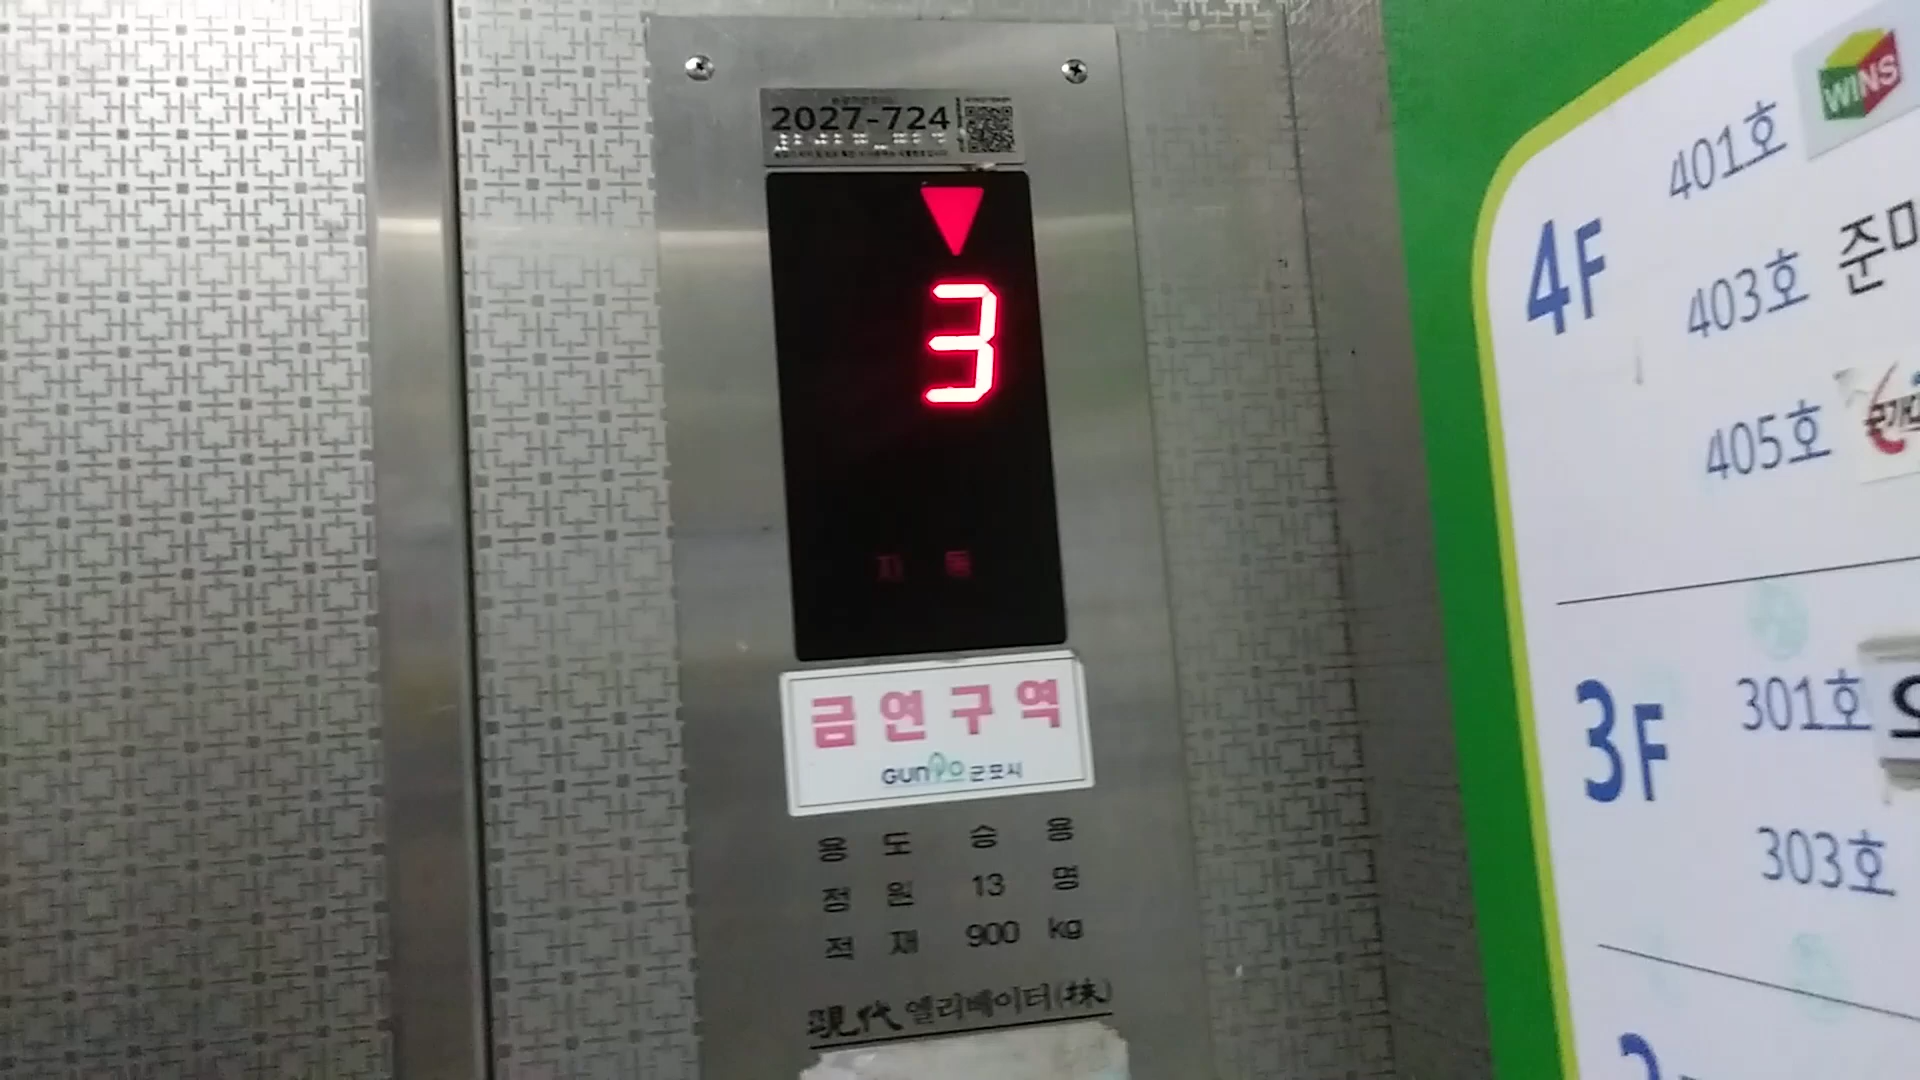 2027-724
3
자 동
금연구역
GUNPO 군포시
용 도 승 용
정 원 13 명
적 재 900 kg
現代 엘리베이터(株)
4F
401호
WINS
403호
준
405호
3F
301호
303호